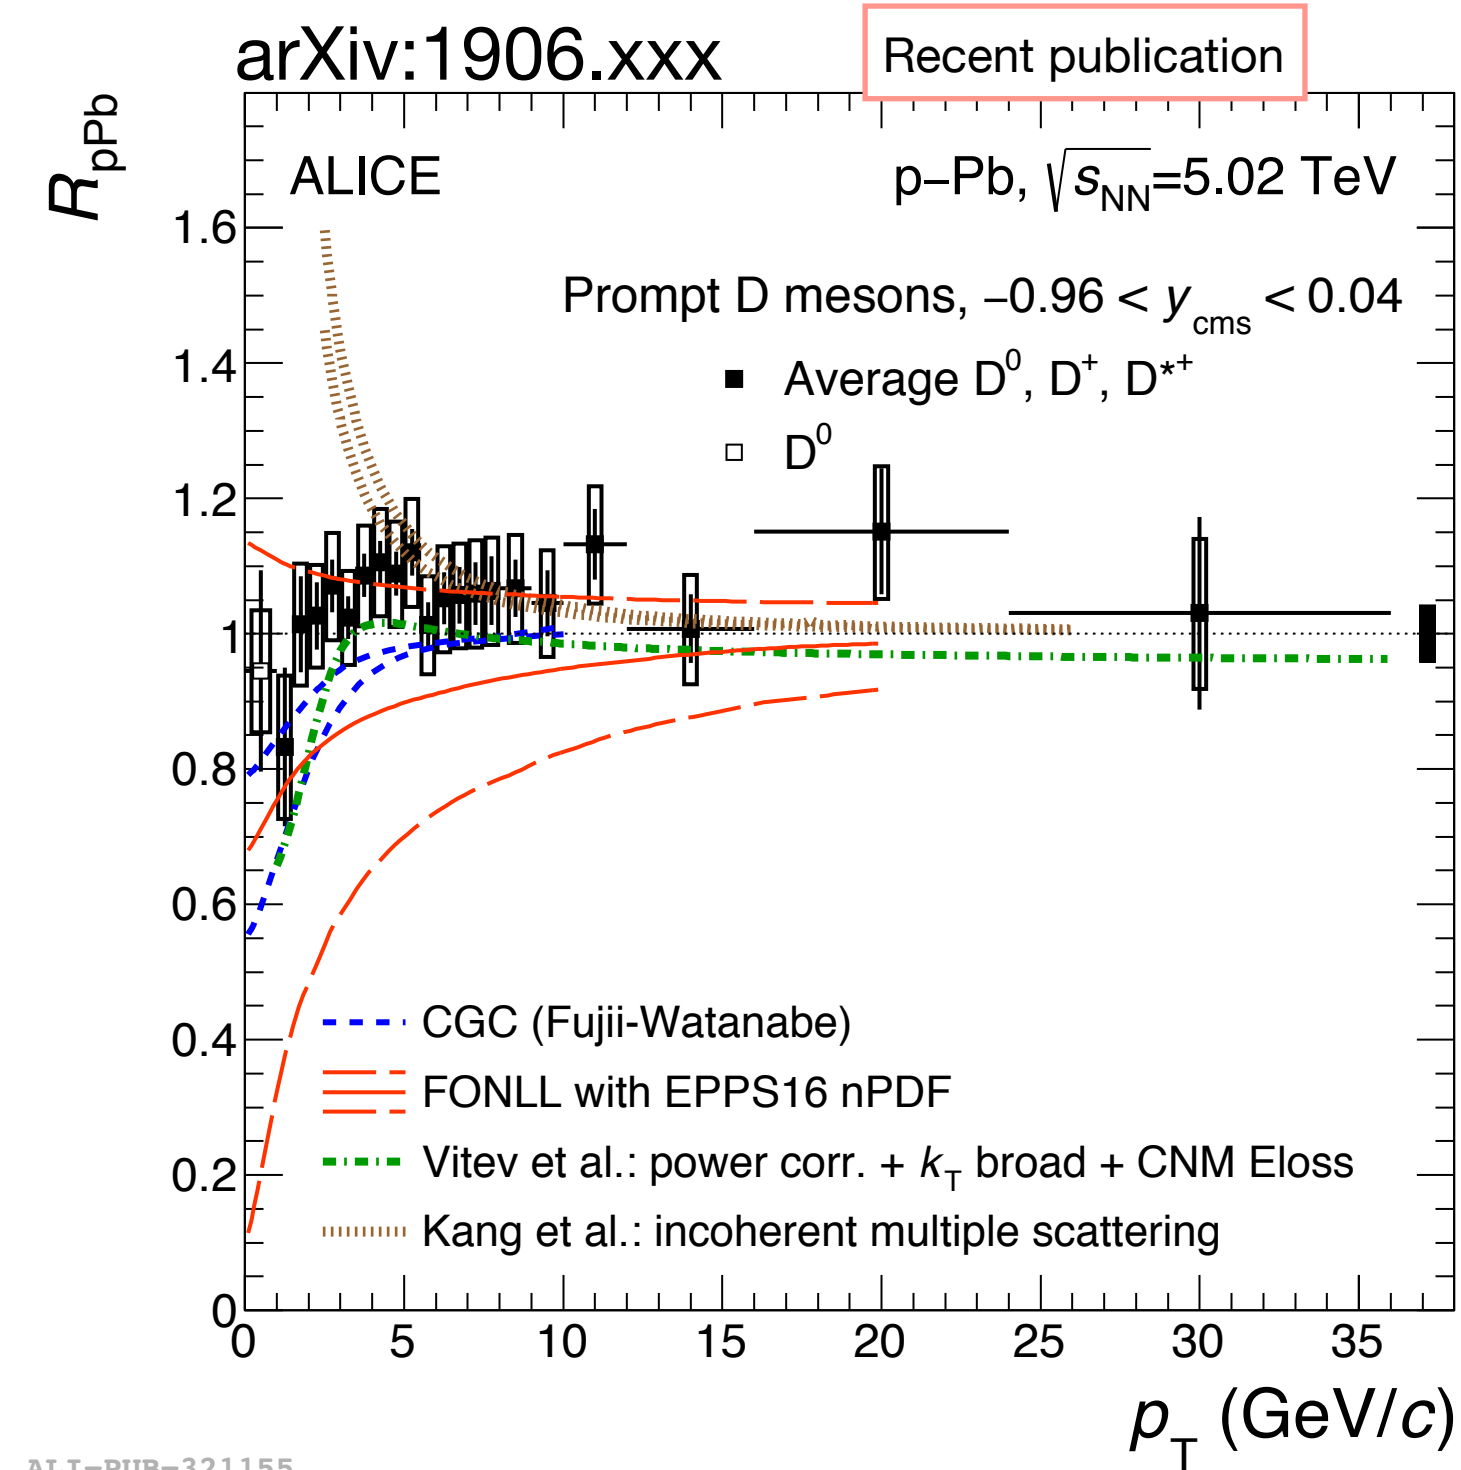 arXiv:1906.xxx
Recent publication
R_pPb
ALICE
p–Pb, √s_NN=5.02 TeV
Prompt D mesons, –0.96 < y_cms < 0.04
Average D⁰, D⁺, D*⁺
D⁰
1.6
1.4
1.2
1
0.8
0.6
0.4
0.2
0
CGC (Fujii-Watanabe)
FONLL with EPPS16 nPDF
Vitev et al.: power corr. + k_T broad + CNM Eloss
Kang et al.: incoherent multiple scattering
0 5 10 15 20 25 30 35
p_T (GeV/c)
ALI-PUB-321155